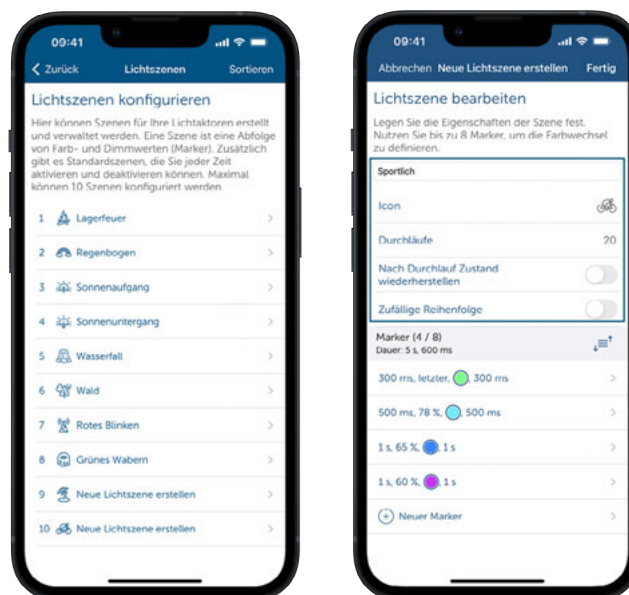 09:41
Zurück Lichtszenen Sortieren
Lichtszenen konfigurieren
Hier können Szenen für Ihre Lichtaktoren erstellt
und verwaltet werden. Eine Szene ist eine Abfolge
von Farb- und Dimmwerten (Marker). Zusätzlich
gibt es Standardszenen, die Sie jeder Zeit
aktivieren und deaktivieren können. Maximal
können 10 Szenen konfiguriert werden.
1 Lagerfeuer
2 Regenbogen
3 Sonnenaufgang
4 Sonnenuntergang
5 Wasserfall
6 Wald
7 Rotes Blinken
8 Grünes Wabern
9 Neue Lichtszene erstellen
10 Neue Lichtszene erstellen
09:41
Abbrechen Neue Lichtszene erstellen Fertig
Lichtszene bearbeiten
Legen Sie die Eigenschaften der Szene fest.
Nutzen Sie bis zu 8 Marker, um die Farbwechsel
zu definieren.
Sportlich
Icon
Durchläufe 20
Nach Durchlauf Zustand
wiederherstellen
Zufällige Reihenfolge
Marker (4 / 8)
Dauer: 5 s, 600 ms
300 ms, letzter, 300 ms
500 ms, 78 %, 500 ms
1 s, 65 %, 1 s
1 s, 60 %, 1 s
Neuer Marker